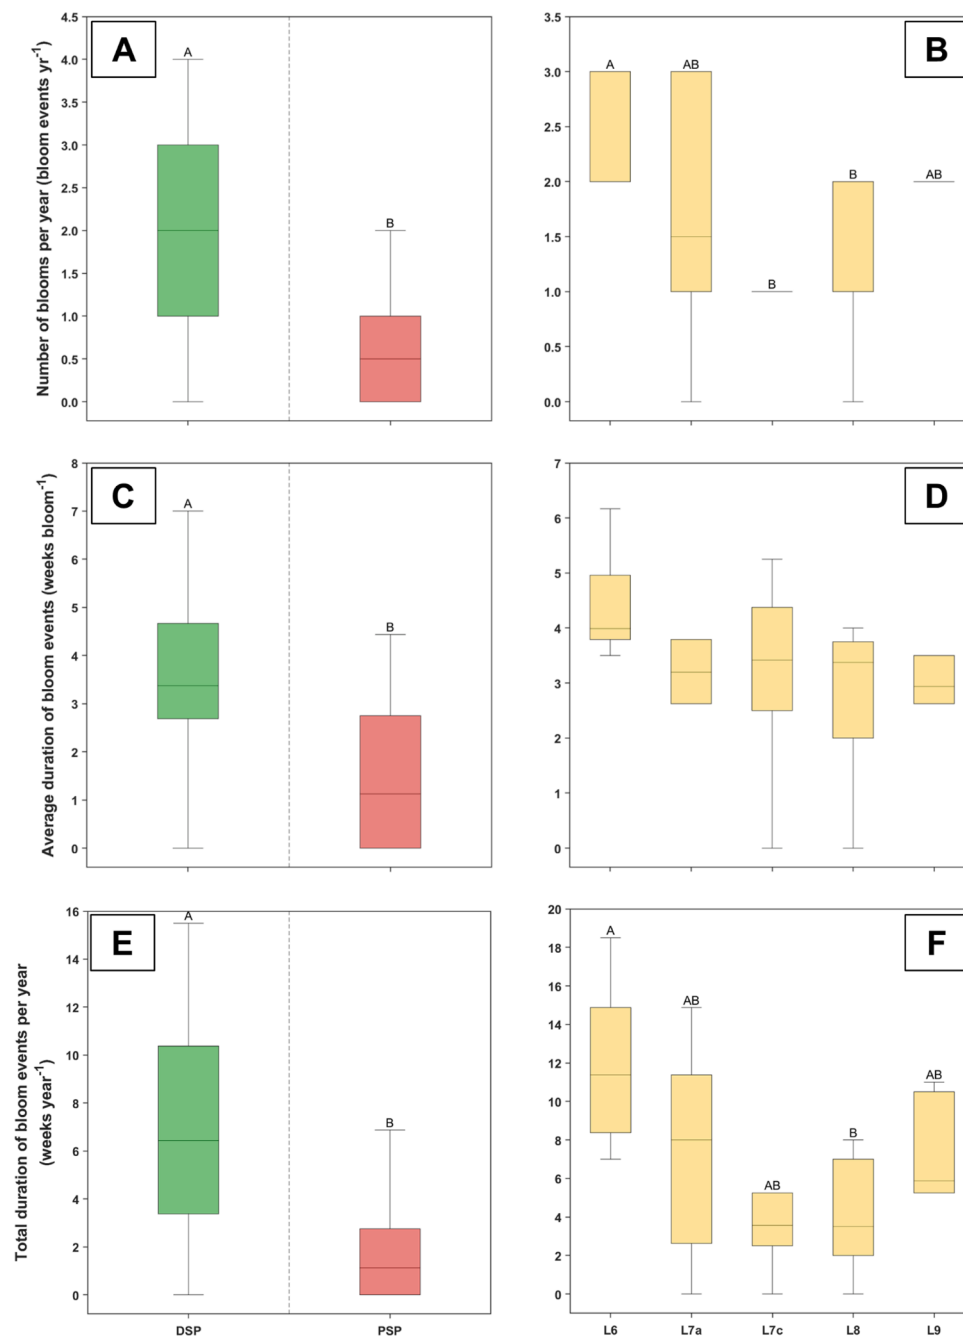 A
B
Number of blooms per year (bloom events yr⁻¹)
4.5
4.0
3.5
3.0
2.5
2.0
1.5
1.0
0.5
0.0
A
B
3.5
3.0
2.5
2.0
1.5
1.0
0.5
0.0
A
AB
B
B
AB
C
D
Average duration of bloom events (weeks bloom⁻¹)
8
7
6
5
4
3
2
1
0
A
B
7
6
5
4
3
2
1
0
E
F
Total duration of bloom events per year
(weeks year⁻¹)
16
14
12
10
8
6
4
2
0
A
B
DSP
PSP
20
18
16
14
12
10
8
6
4
2
0
A
AB
AB
B
AB
L6
L7a
L7c
L8
L9